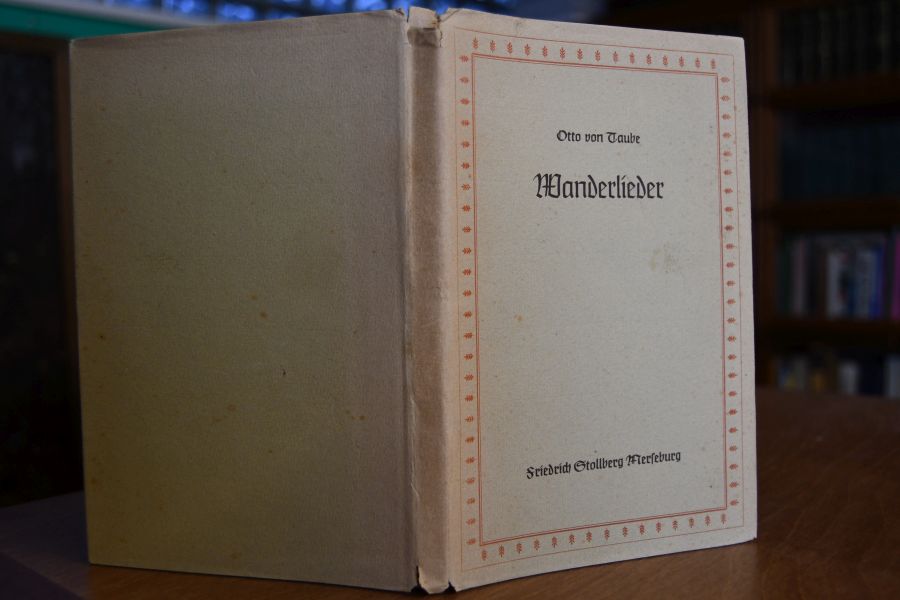 Otto von Taube
Wanderlieder
Friedrich Stollberg Merseburg